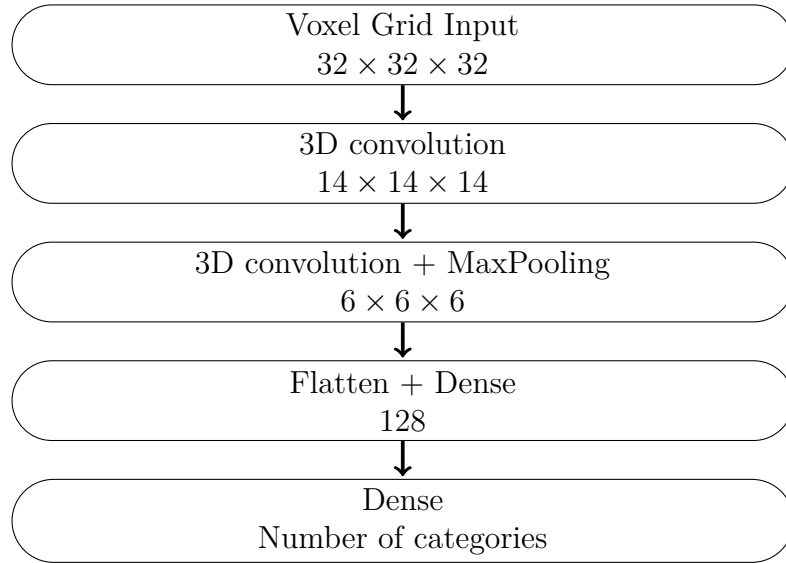 Voxel Grid Input
32 × 32 × 32
3D convolution
14 × 14 × 14
3D convolution + MaxPooling
6 × 6 × 6
Flatten + Dense
128
Dense
Number of categories